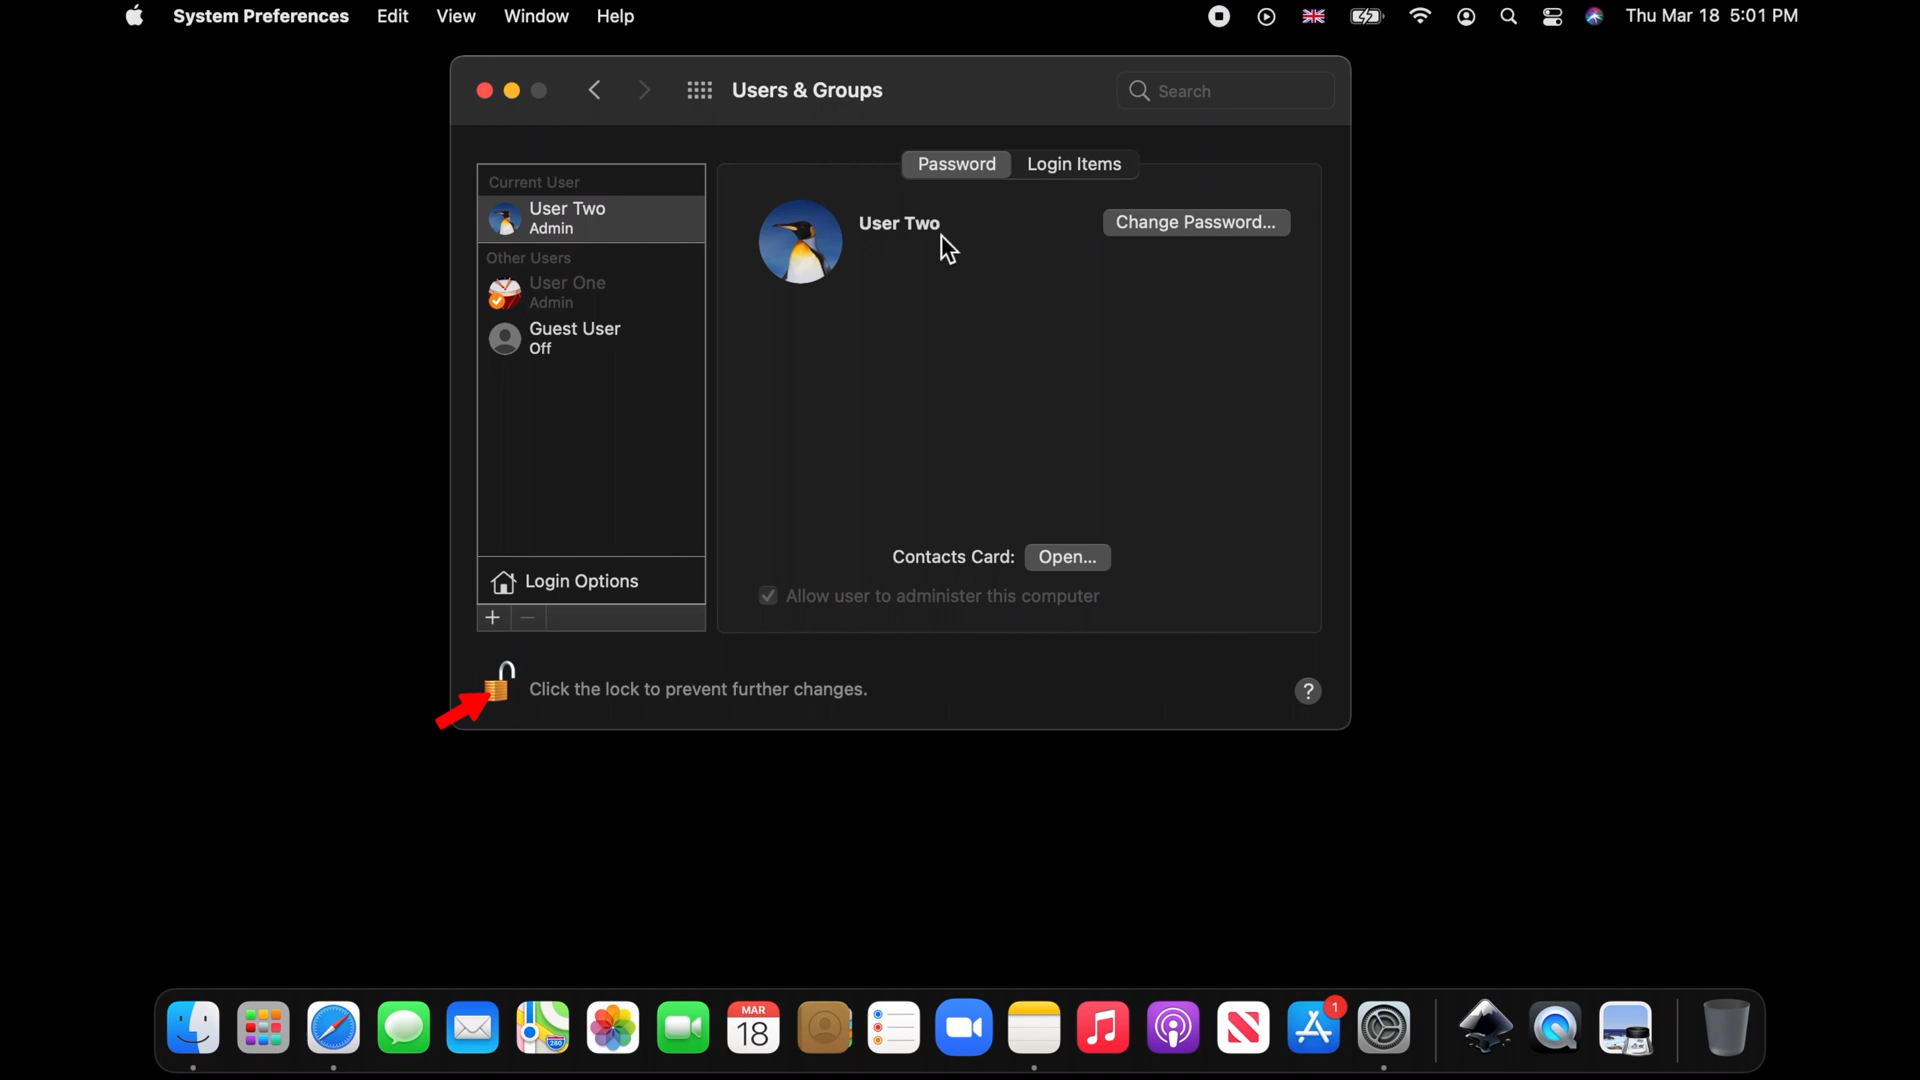 System Preferences Edit View Window Help
Thu Mar 18 5:01 PM
Users & Groups
Search
Password Login Items
Current User
User Two
Admin
Other Users
User One
Admin
Guest User
Off
Login Options
+ −
User Two
Change Password...
Contacts Card: Open...
Allow user to administer this computer
Click the lock to prevent further changes.
?
MAR
18
280
1